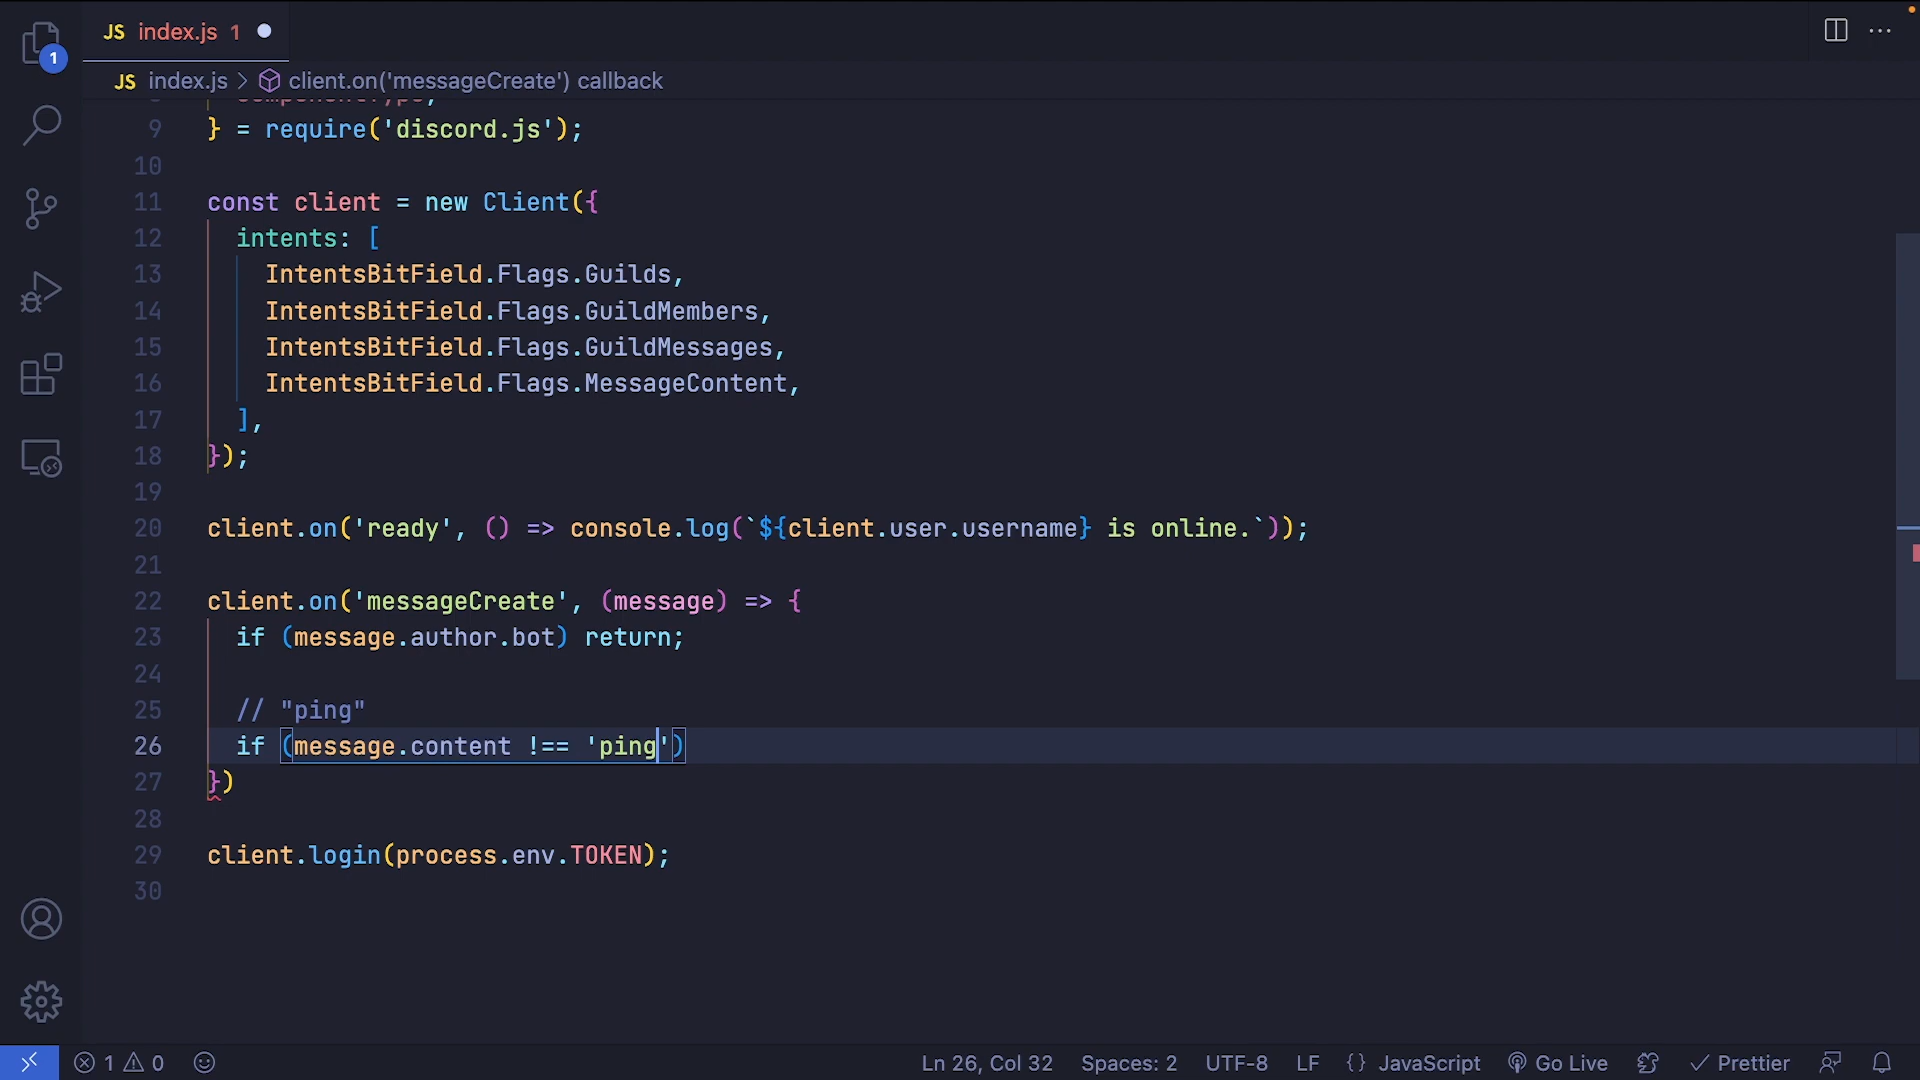 JS index.js 1
1
JS index.js > client.on('messageCreate') callback
9 } = require('discord.js');
10
11 const client = new Client({
12 intents: [
13 IntentsBitField.Flags.Guilds,
14 IntentsBitField.Flags.GuildMembers,
15 IntentsBitField.Flags.GuildMessages,
16 IntentsBitField.Flags.MessageContent,
17 ],
18 });
19
20 client.on('ready', () => console.log(`${client.user.username} is online.`));
21
22 client.on('messageCreate', (message) => {
23 if (message.author.bot) return;
24
25 // "ping"
26 if (message.content !== 'ping')
27 })
28
29 client.login(process.env.TOKEN);
30
1 0 Ln 26, Col 32 Spaces: 2 UTF-8 LF {} JavaScript Go Live Prettier